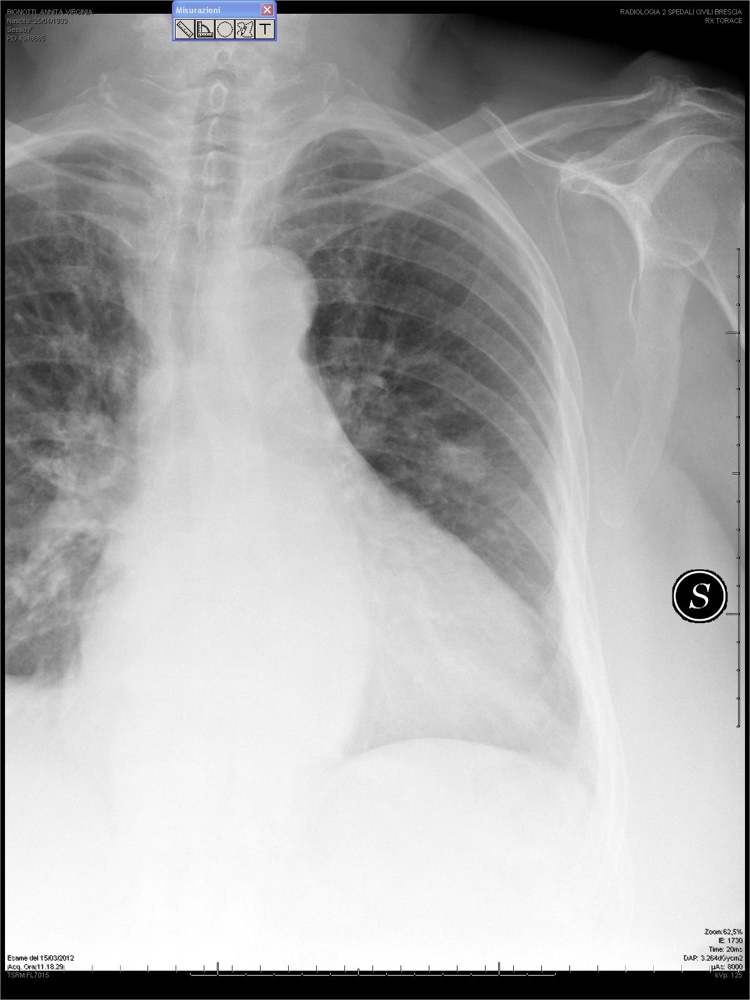 BIGNOTTI, ANNITA VIRGINIA
Nascita: 25/04/1933
Sesso:F
PID:4348685
Misurazioni
T
RADIOLOGIA 2 SPEDALI CIVILI BRESCIA
RX TORACE
S
Zoom:62,5%
IE: 1730
Time: 20ms
DAP: 3.264dGycm2
µAs: 8000
kVp: 125
Esame del 15/03/2012
Acq. Ora|11.18.29|
TSRM:FL7015